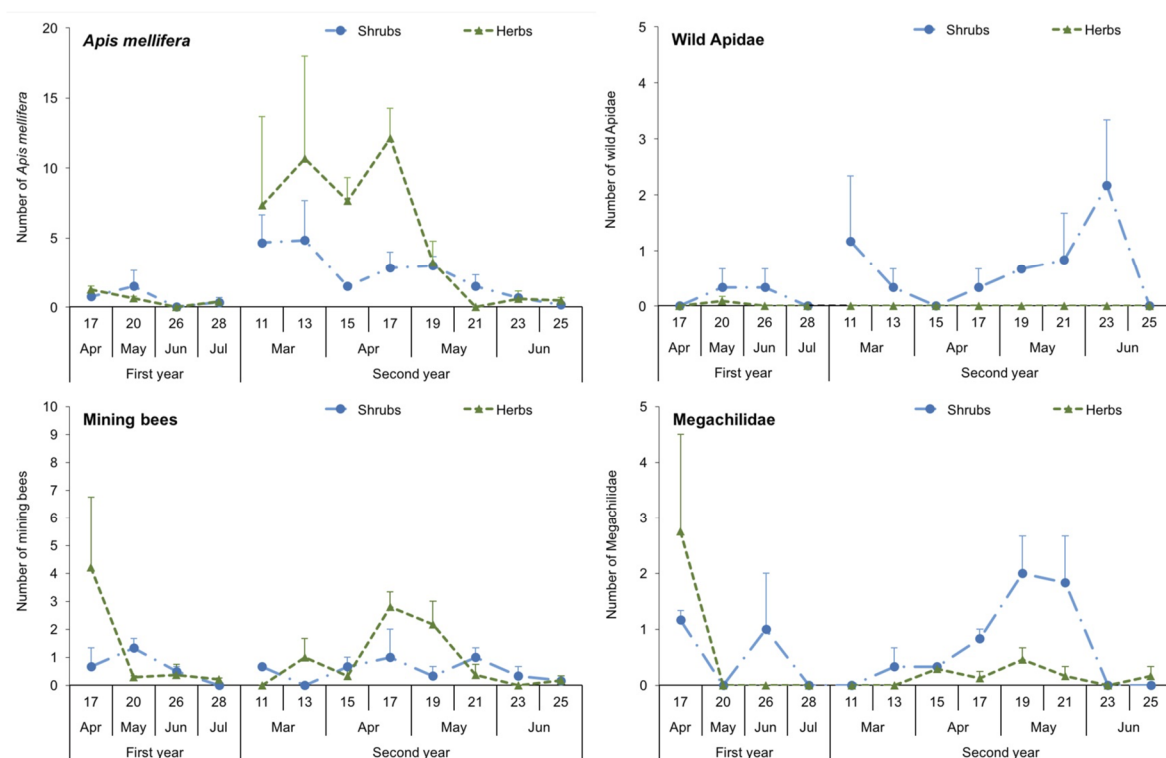 Apis mellifera
Shrubs
Herbs
Number of Apis mellifera
20
15
10
5
0
17 20 26 28 11 13 15 17 19 21 23 25
Apr May Jun Jul Mar Apr May Jun
First year Second year
Wild Apidae
Shrubs
Herbs
Number of wild Apidae
5
4
3
2
1
0
17 20 26 28 11 13 15 17 19 21 23 25
Apr May Jun Jul Mar Apr May Jun
First year Second year
Mining bees
Shrubs
Herbs
Number of mining bees
10
9
8
7
6
5
4
3
2
1
0
17 20 26 28 11 13 15 17 19 21 23 25
Apr May Jun Jul Mar Apr May Jun
First year Second year
Megachilidae
Shrubs
Herbs
Number of Megachilidae
5
4
3
2
1
0
17 20 26 28 11 13 15 17 19 21 23 25
Apr May Jun Jul Mar Apr May Jun
First year Second year